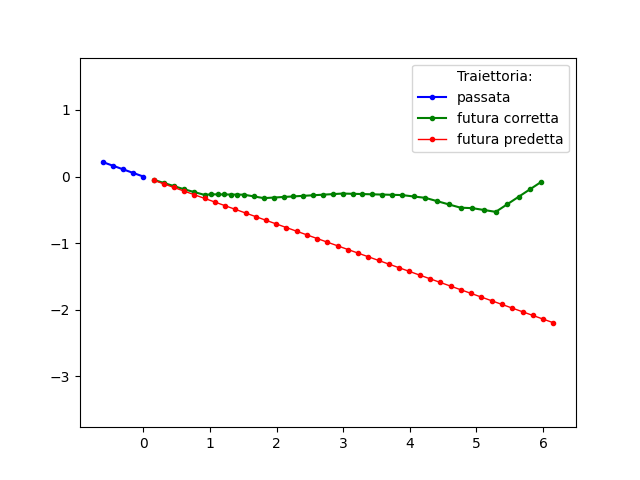 Traiettoria:
passata
futura corretta
futura predetta
1
0
−1
−2
−3
0 1 2 3 4 5 6